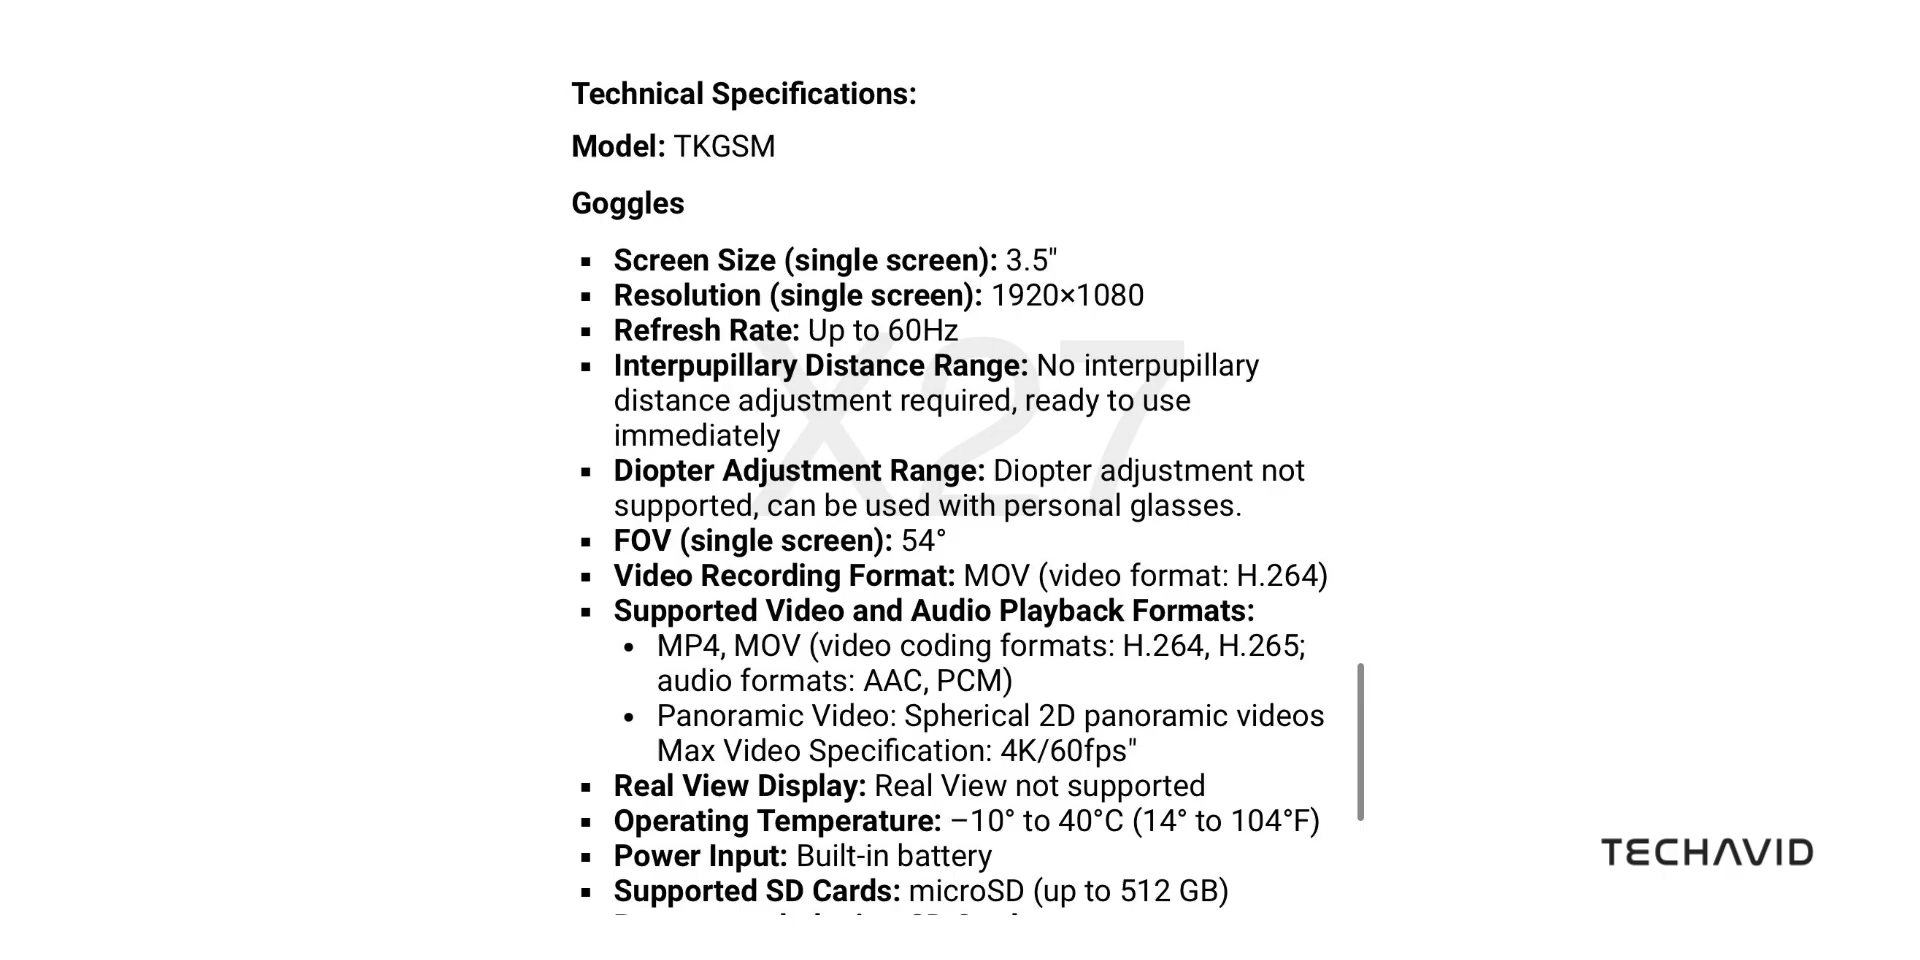 Technical Specifications:
Model: TKGSM
Goggles
▪ Screen Size (single screen): 3.5"
▪ Resolution (single screen): 1920×1080
▪ Refresh Rate: Up to 60Hz
▪ Interpupillary Distance Range: No interpupillary
distance adjustment required, ready to use
immediately
▪ Diopter Adjustment Range: Diopter adjustment not
supported, can be used with personal glasses.
▪ FOV (single screen): 54°
▪ Video Recording Format: MOV (video format: H.264)
▪ Supported Video and Audio Playback Formats:
• MP4, MOV (video coding formats: H.264, H.265;
audio formats: AAC, PCM)
• Panoramic Video: Spherical 2D panoramic videos
Max Video Specification: 4K/60fps"
▪ Real View Display: Real View not supported
▪ Operating Temperature: –10° to 40°C (14° to 104°F)
▪ Power Input: Built-in battery
▪ Supported SD Cards: microSD (up to 512 GB)
X27
TECHAVID